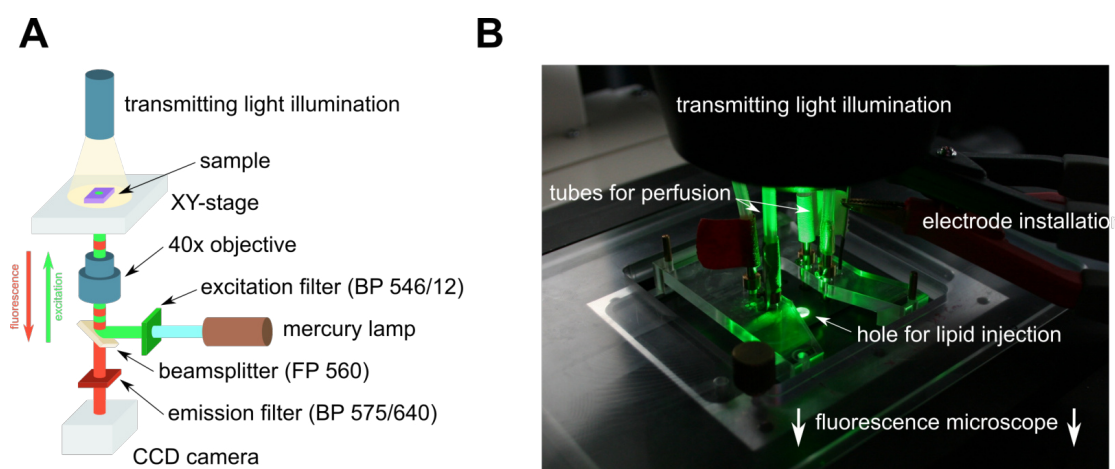 A
transmitting light illumination
sample
XY-stage
40x objective
fluorescence
excitation
excitation filter (BP 546/12)
mercury lamp
beamsplitter (FP 560)
emission filter (BP 575/640)
CCD camera
B
transmitting light illumination
tubes for perfusion
electrode installatio
hole for lipid injection
fluorescence microscope